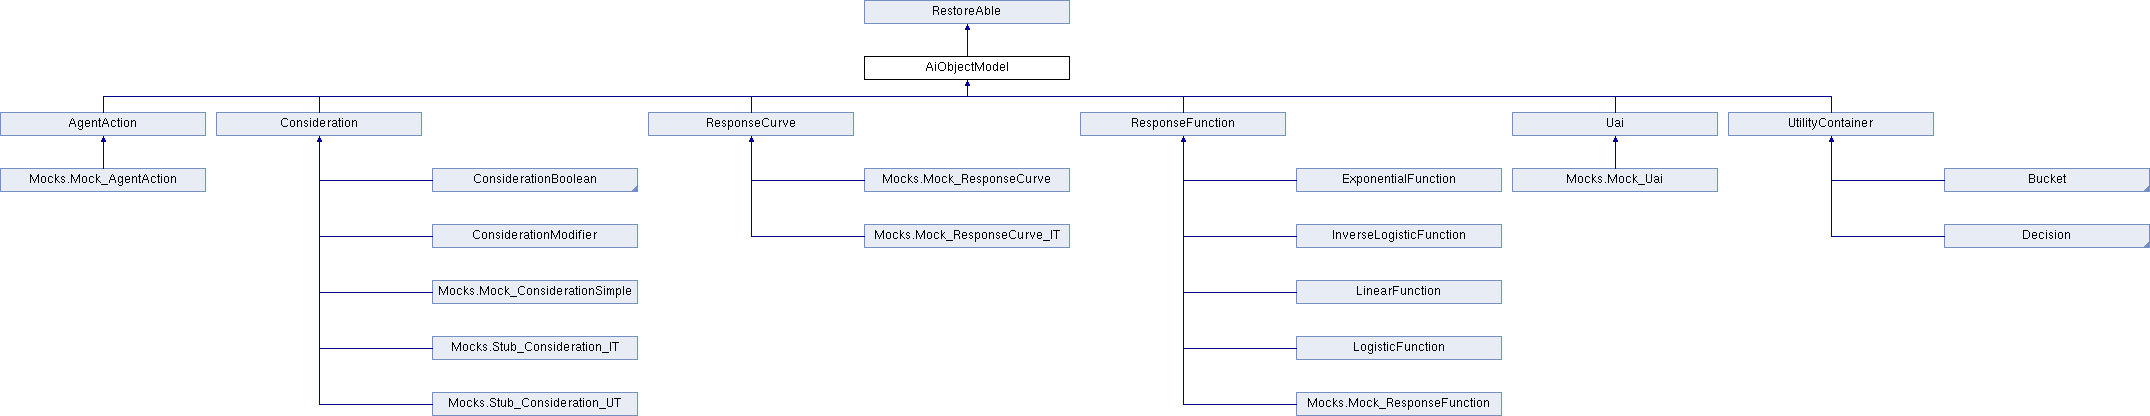 RestoreAble
AiObjectModel
AgentAction
Consideration
ResponseCurve
ResponseFunction
Uai
UtilityContainer
Mocks.Mock_AgentAction
ConsiderationBoolean
Mocks.Mock_ResponseCurve
ExponentialFunction
Mocks.Mock_Uai
Bucket
ConsiderationModifier
Mocks.Mock_ResponseCurve_IT
InverseLogisticFunction
Decision
Mocks.Mock_ConsiderationSimple
LinearFunction
Mocks.Stub_Consideration_IT
LogisticFunction
Mocks.Stub_Consideration_UT
Mocks.Mock_ResponseFunction